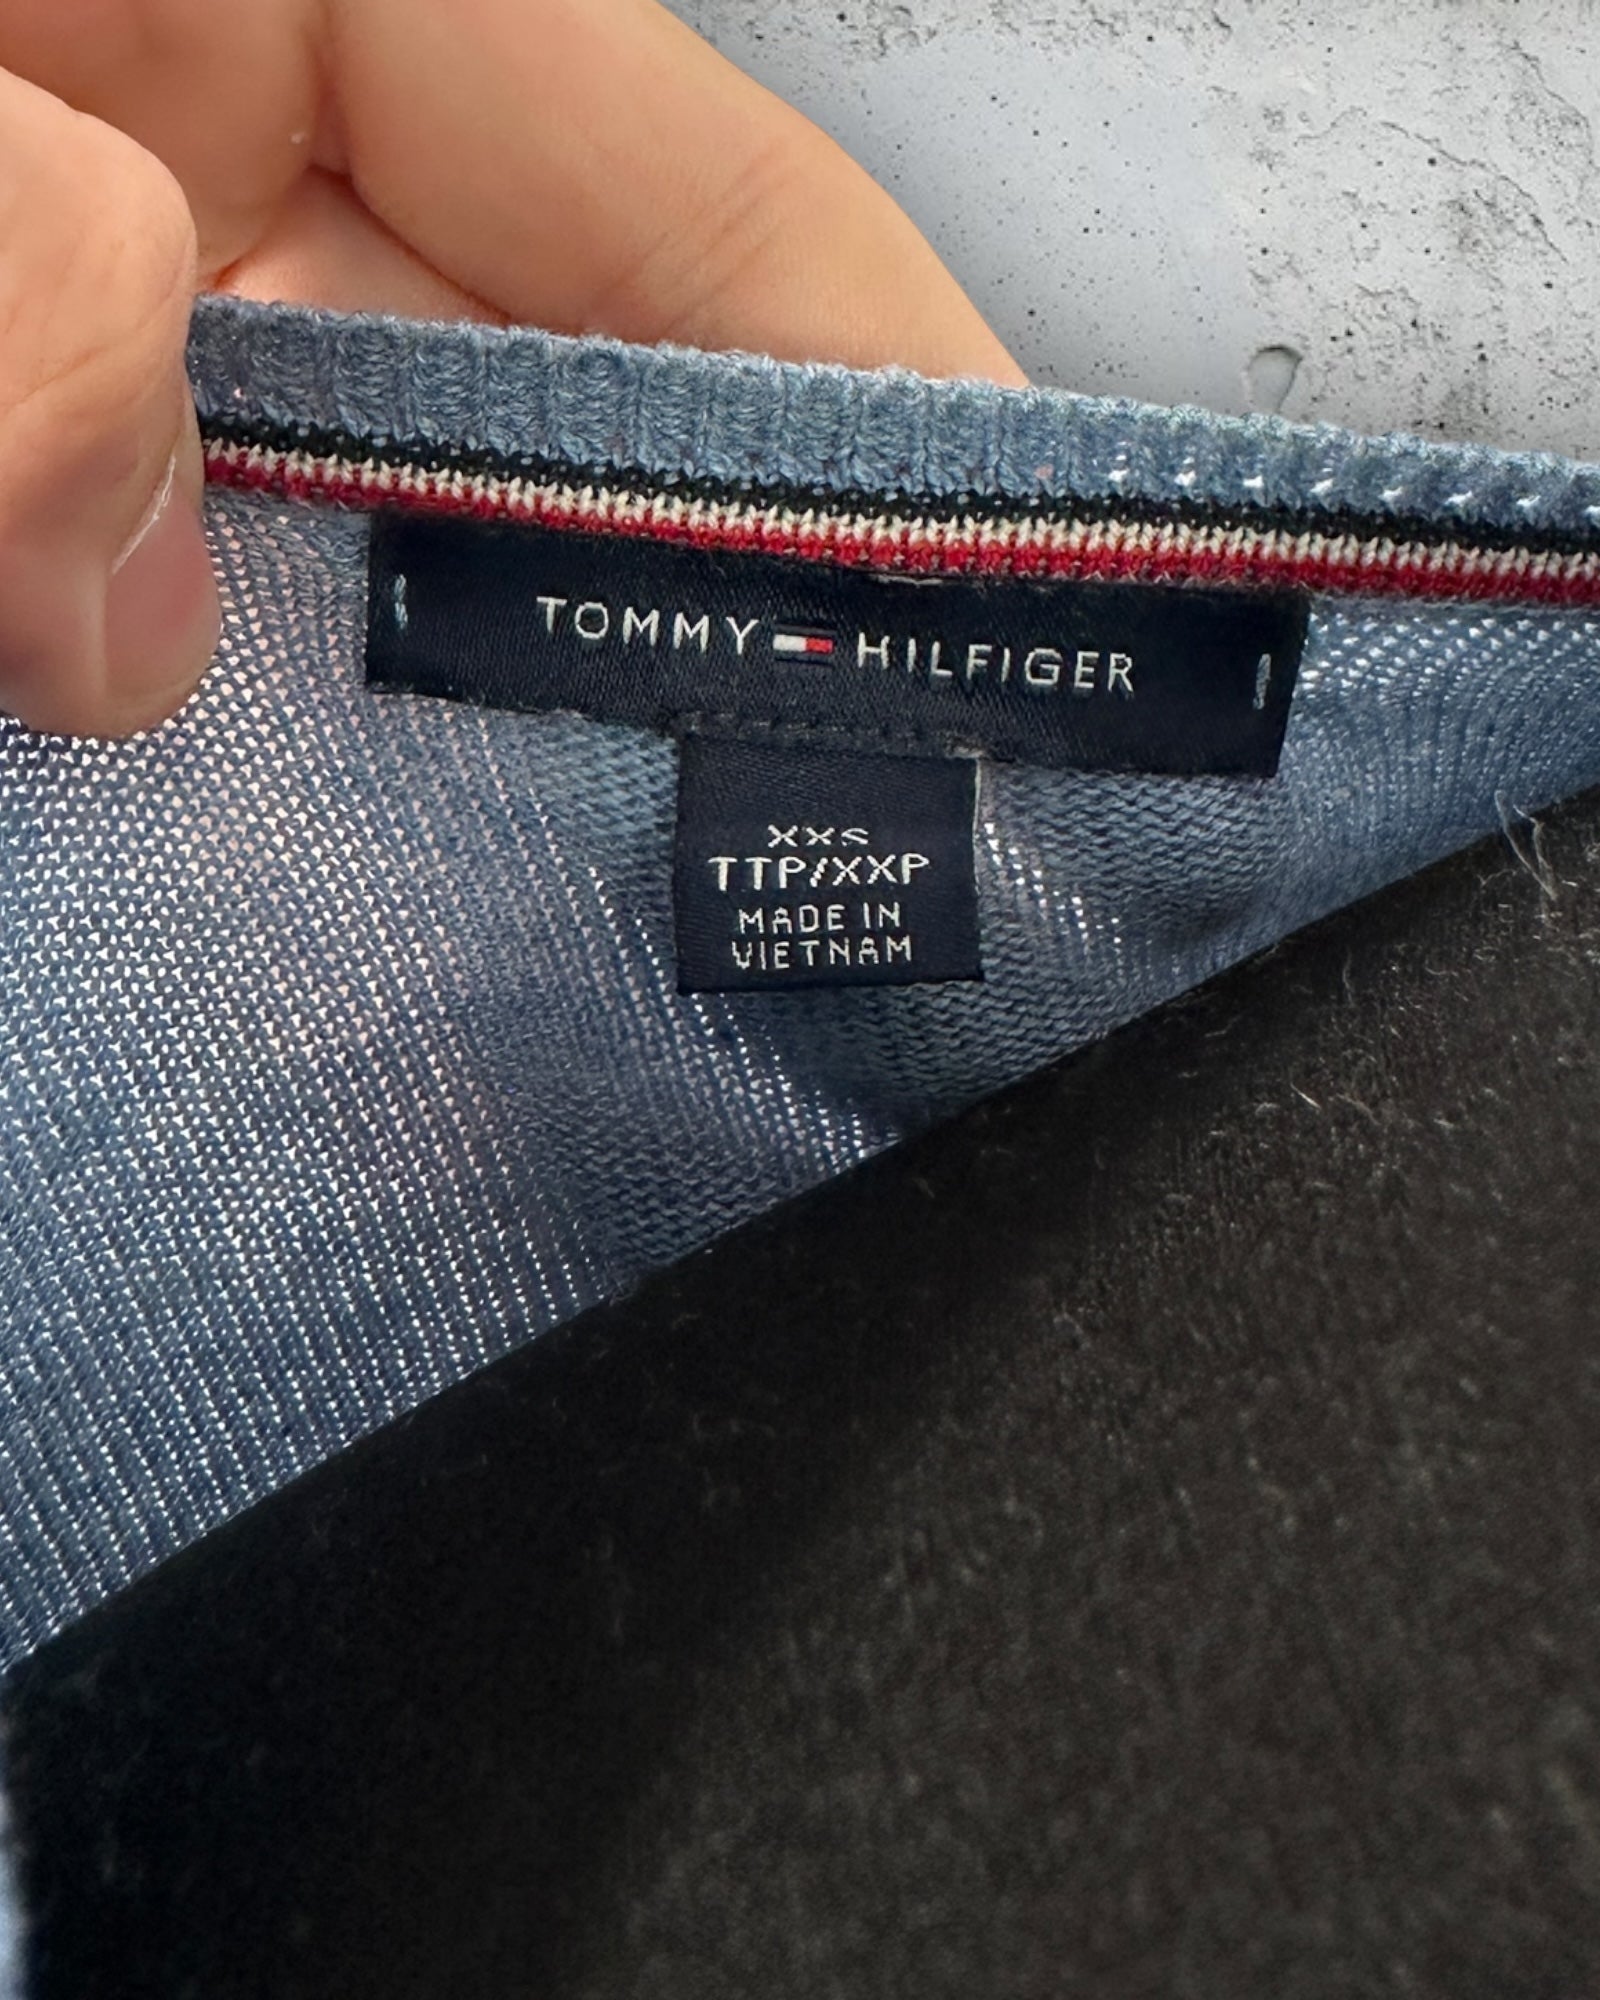 TOMMY HILFIGER
XXS
TTP/XXP
MADE IN
VIETNAM